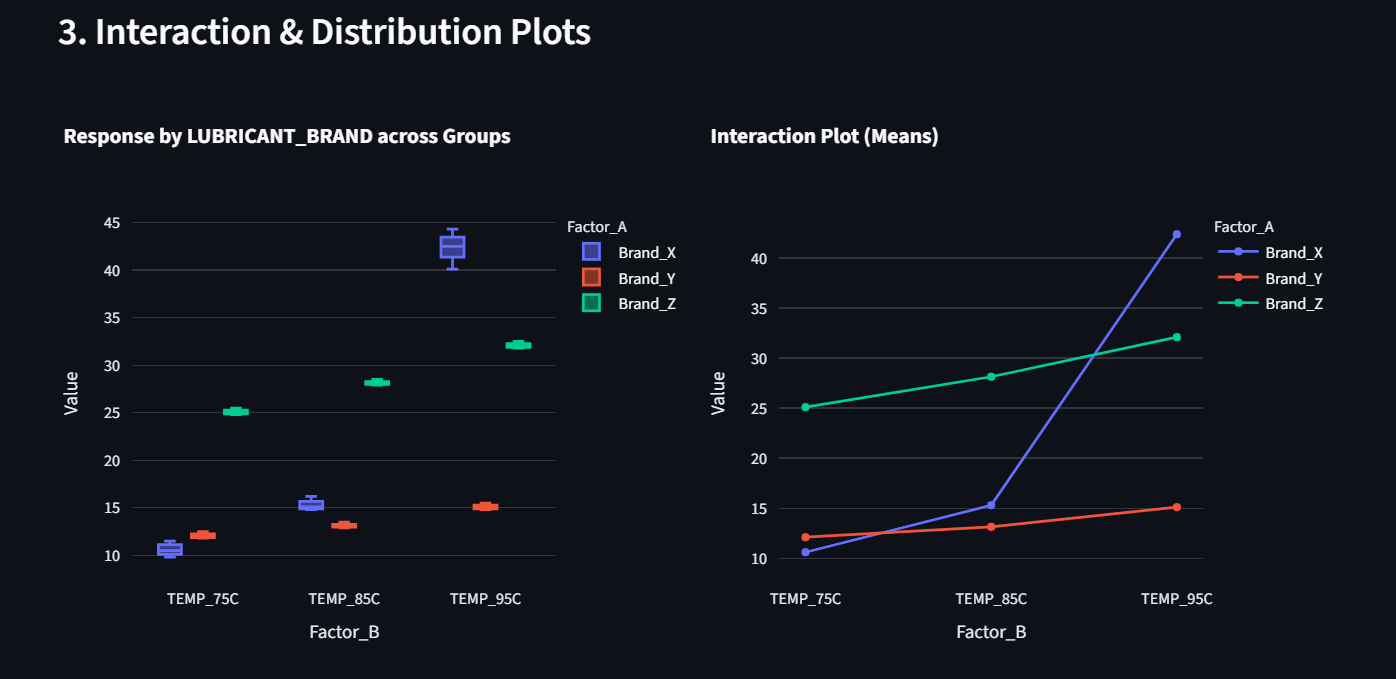 3. Interaction & Distribution Plots
Response by LUBRICANT_BRAND across Groups
45
40
35
30
25
20
15
10
Value
TEMP_75C
TEMP_85C
TEMP_95C
Factor_B
Factor_A
Brand_X
Brand_Y
Brand_Z
Interaction Plot (Means)
40
35
30
25
20
15
10
Value
TEMP_75C
TEMP_85C
TEMP_95C
Factor_B
Factor_A
Brand_X
Brand_Y
Brand_Z